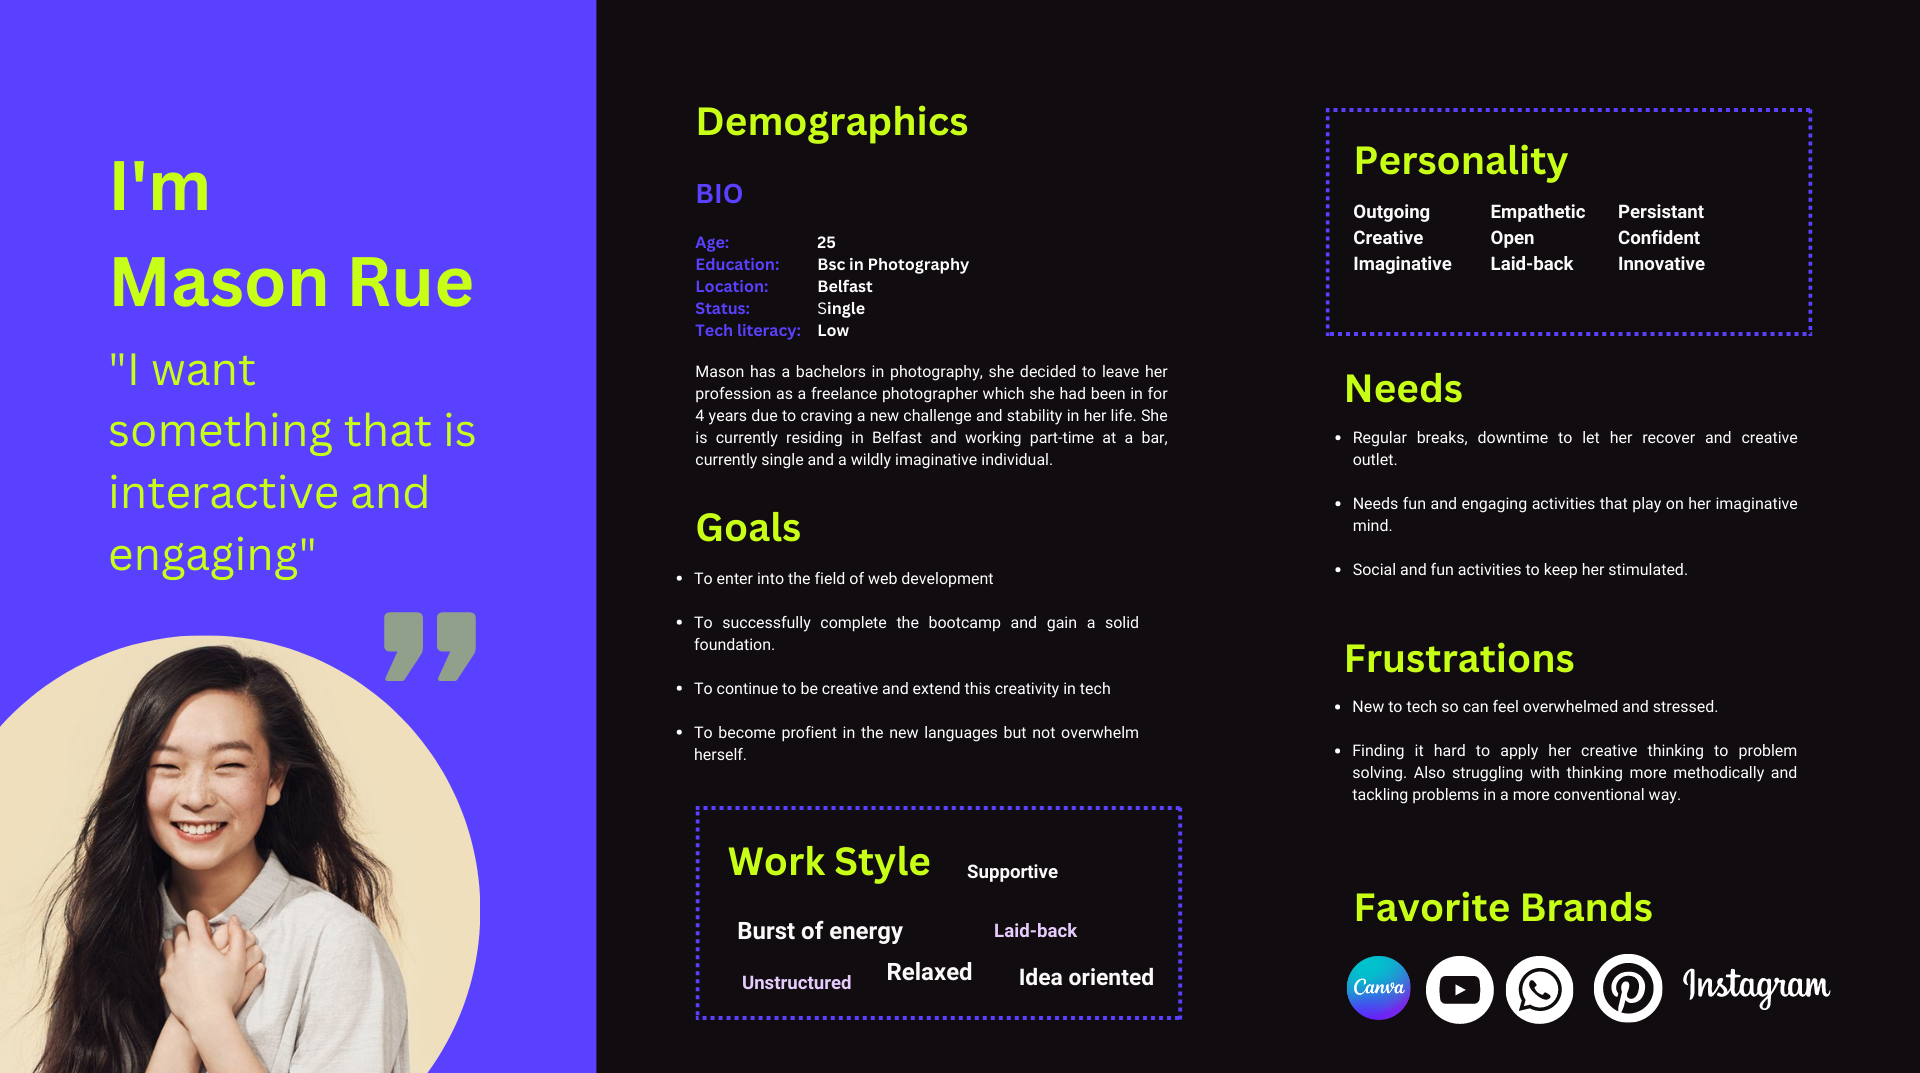 I'm
Mason Rue
"I want
something that is
interactive and
engaging"
Demographics
BIO
Age: 25
Education: Bsc in Photography
Location: Belfast
Status: Single
Tech literacy: Low
Mason has a bachelors in photography, she decided to leave her
profession as a freelance photographer which she had been in for
4 years due to craving a new challenge and stability in her life. She
is currently residing in Belfast and working part-time at a bar,
currently single and a wildly imaginative individual.
Goals
• To enter into the field of web development
• To successfully complete the bootcamp and gain a solid
foundation.
• To continue to be creative and extend this creativity in tech
• To become profient in the new languages but not overwhelm
herself.
Work Style
Supportive
Burst of energy
Laid-back
Unstructured
Relaxed
Idea oriented
Personality
Outgoing Empathetic Persistant
Creative Open Confident
Imaginative Laid-back Innovative
Needs
• Regular breaks, downtime to let her recover and creative
outlet.
• Needs fun and engaging activities that play on her imaginative
mind.
• Social and fun activities to keep her stimulated.
Frustrations
• New to tech so can feel overwhelmed and stressed.
• Finding it hard to apply her creative thinking to problem
solving. Also struggling with thinking more methodically and
tackling problems in a more conventional way.
Favorite Brands
Canva
Instagram